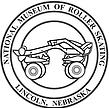 NATIONAL MUSEUM OF ROLLER SKATING
LINCOLN, NEBRASKA